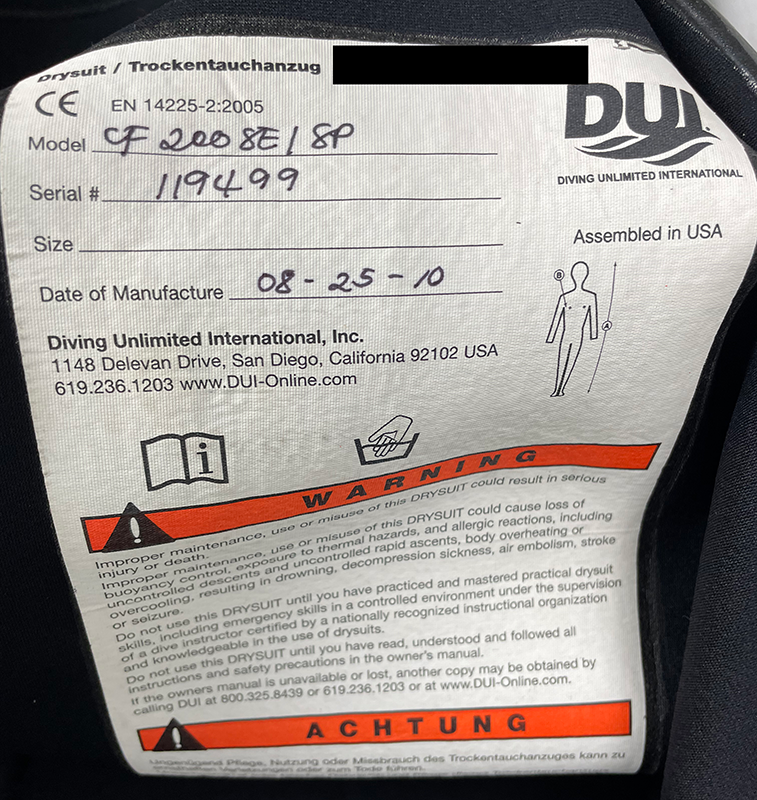 Drysuit / Trockentauchanzug
CE EN 14225-2:2005
DUI
DIVING UNLIMITED INTERNATIONAL
Model CF 200 SE / SP
Serial # 119499
Size
Assembled in USA
Date of Manufacture 08-25-10
B
A
Diving Unlimited International, Inc.
1148 Delevan Drive, San Diego, California 92102 USA
619.236.1203 www.DUI-Online.com
i
! WARNING
Improper maintenance, use or misuse of this DRYSUIT could result in serious
injury or death.
Improper maintenance, use or misuse of this DRYSUIT could cause loss of
buoyancy control, exposure to thermal hazards, and allergic reactions, including
uncontrolled descents and uncontrolled rapid ascents, body overheating or
overcooling, resulting in drowning, decompression sickness, air embolism, stroke
or seizure.
Do not use this DRYSUIT until you have practiced and mastered practical drysuit
skills, including emergency skills in a controlled environment under the supervision
of a dive instructor certified by a nationally recognized instructional organization
and knowledgeable in the use of drysuits.
Do not use this DRYSUIT until you have read, understood and followed all
instructions and safety precautions in the owner's manual.
If the owners manual is unavailable or lost, another copy may be obtained by
calling DUI at 800.325.8439 or 619.236.1203 or at www.DUI-Online.com.
! ACHTUNG
Ungenügend Pflege, Nutzung oder Missbrauch des Trockentauchanzuges kann zu
ernsthaften Verletzungen oder zum Tode führen.